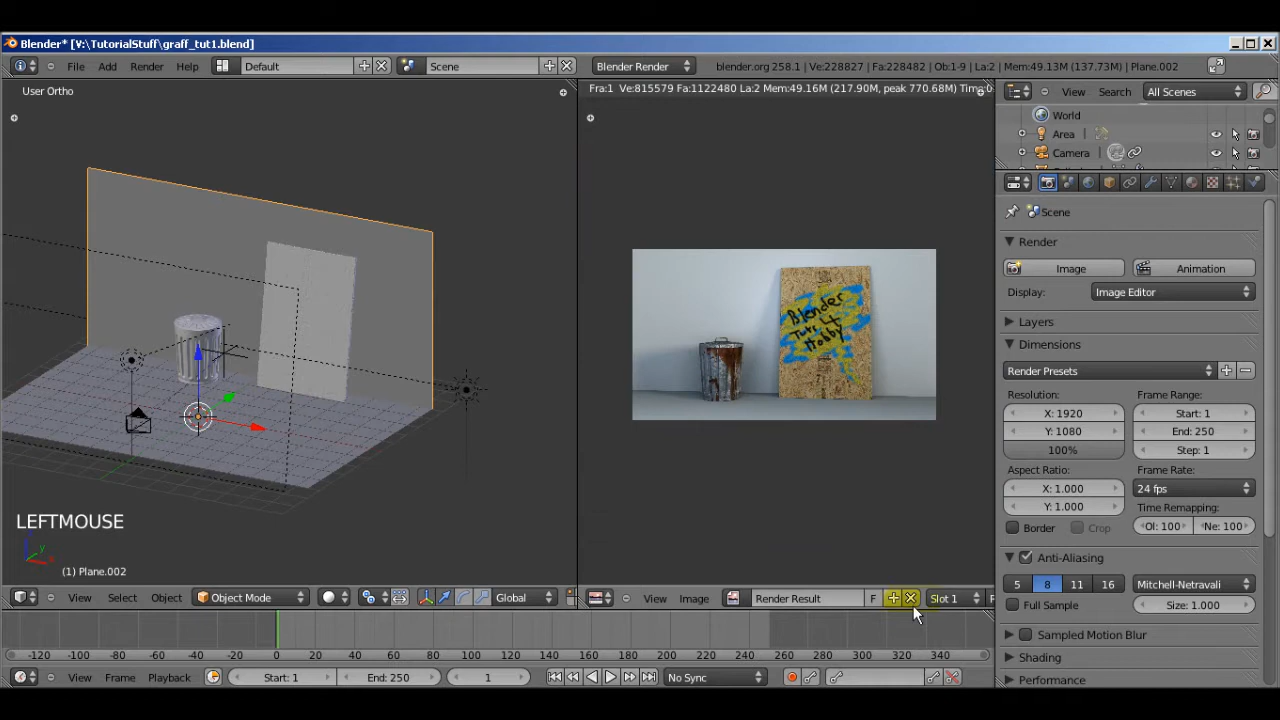 Blender* [V:\TutorialStuff\graff_tut1.blend]
File Add Render Help Default Scene Blender Render blender.org 258.1 | Ve:228827 | Fa:228482 | Ob:1-9 | La:2 | Mem:49.13M (137.73M) | Plane.002
User Ortho
Fra:1 Ve:815579 Fa:1122480 La:2 Mem:49.16M (217.90M, peak 770.68M)
View Search All Scenes
World
Area
Camera
Scene
Render
Image Animation
Display: Image Editor
Layers
Dimensions
Render Presets
Resolution: Frame Range:
X: 1920 Start: 1
Y: 1080 End: 250
100% Step: 1
Aspect Ratio: Frame Rate:
X: 1.000 24 fps
Y: 1.000 Time Remapping:
Border Crop Ol: 100 Ne: 100
Anti-Aliasing
5 8 11 16 Mitchell-Netravali
Full Sample Size: 1.000
Sampled Motion Blur
Shading
Performance
Blender
Hobby
LEFTMOUSE
z
y
x
(1) Plane.002
View Select Object Object Mode Global
View Image Render Result F Slot 1
-120 -100 -80 -60 -40 -20 0 20 40 60 80 100 120 140 160 180 200 220 240 260 280 300 320 340
View Frame Playback Start: 1 End: 250 1 No Sync